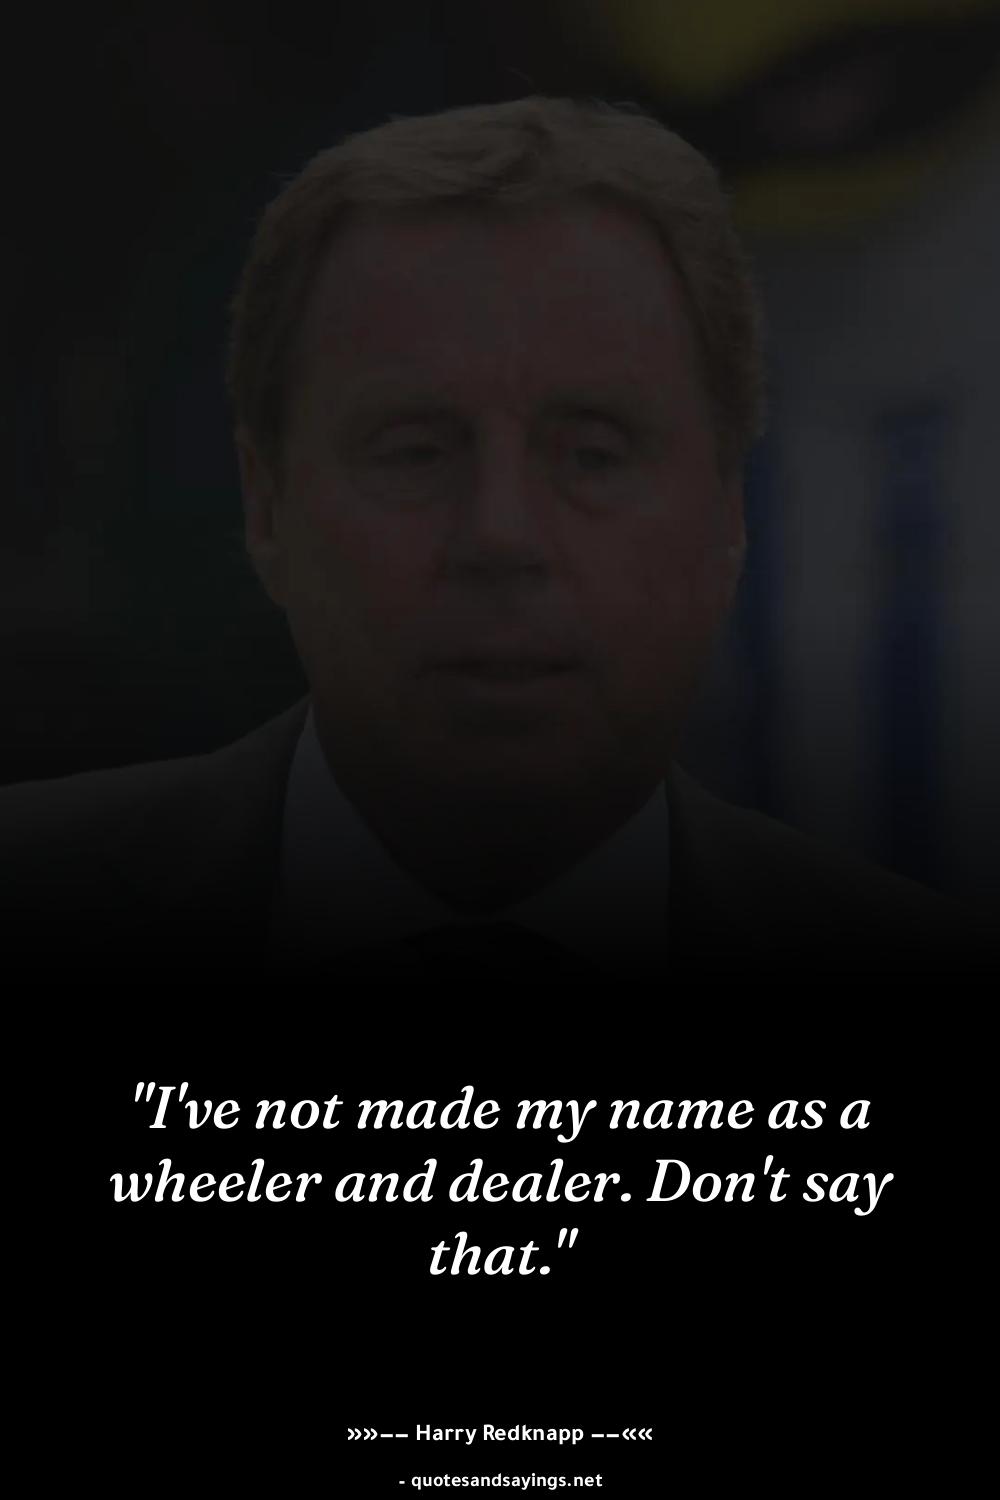 "I've not made my name as a
wheeler and dealer. Don't say
that."
»»−− Harry Redknapp −−««
- quotesandsayings.net